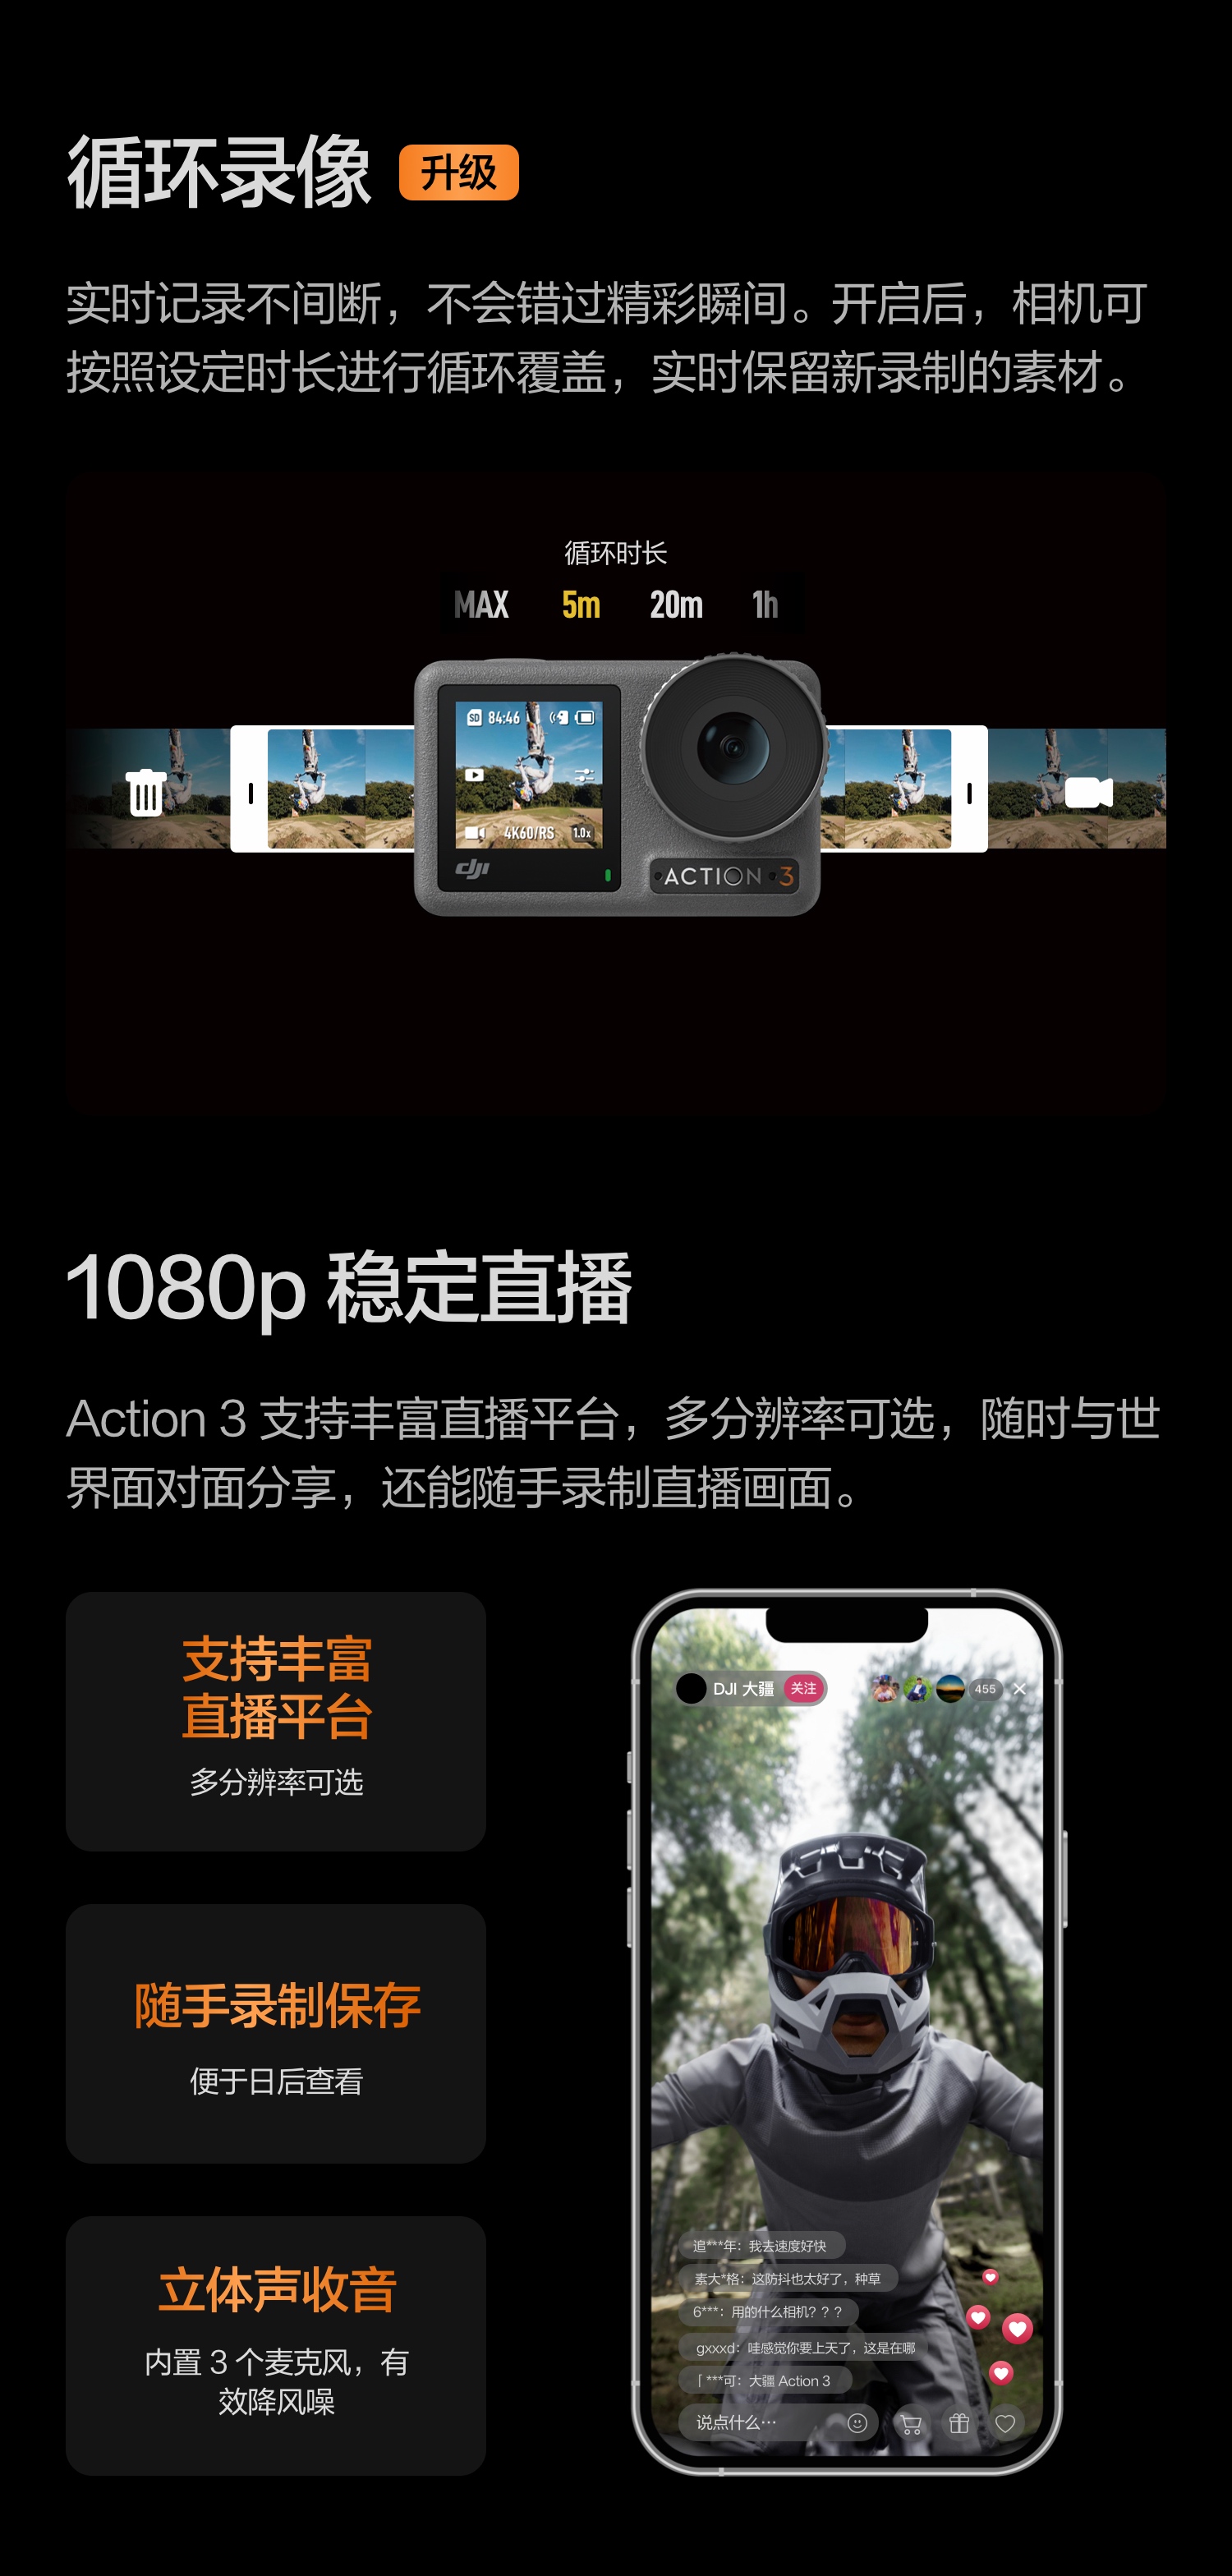 循环录像 升级
实时记录不间断，不会错过精彩瞬间。开启后，相机可
按照设定时长进行循环覆盖，实时保留新录制的素材。
循环时长
MAX 5m 20m 1h
SD 84:46
4K60/RS 1.0x
dji
ACTION 3
1080p 稳定直播
Action 3 支持丰富直播平台，多分辨率可选，随时与世
界面对面分享，还能随手录制直播画面。
支持丰富
直播平台
多分辨率可选
随手录制保存
便于日后查看
立体声收音
内置 3 个麦克风，有
效降风噪
DJI 大疆 关注 455
追***年：我去速度好快
素大*格：这防抖也太好了，种草
6***：用的什么相机？？？
gxxxd：哇感觉你要上天了，这是在哪
「***可：大疆 Action 3
说点什么…